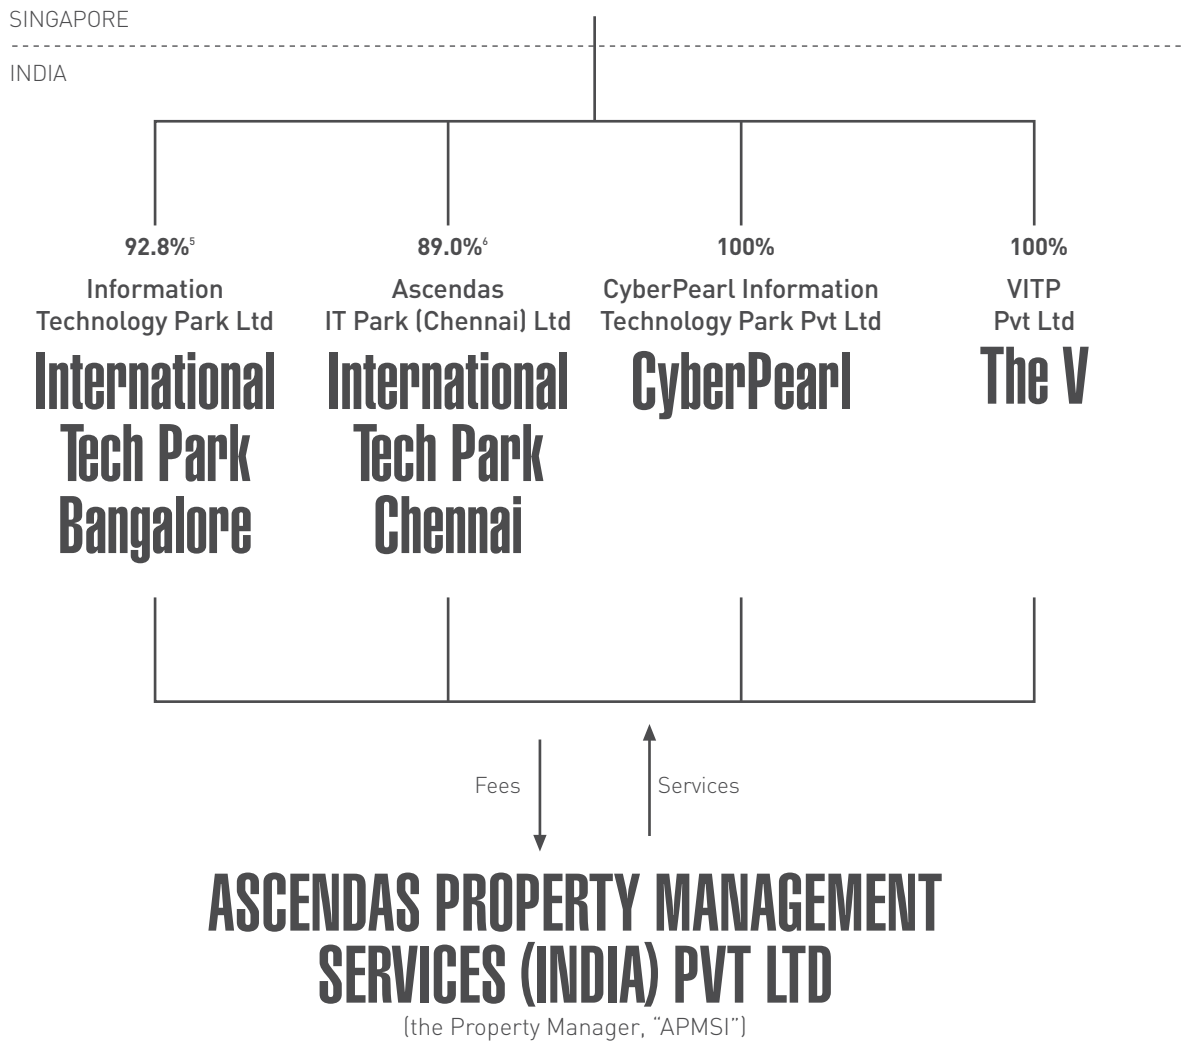 SINGAPORE
INDIA
92.8%⁵
Information
Technology Park Ltd
International
Tech Park
Bangalore
89.0%⁶
Ascendas
IT Park (Chennai) Ltd
International
Tech Park
Chennai
100%
CyberPearl Information
Technology Park Pvt Ltd
CyberPearl
100%
VITP
Pvt Ltd
The V
Fees
Services
ASCENDAS PROPERTY MANAGEMENT
SERVICES (INDIA) PVT LTD
(the Property Manager, “APMSI”)